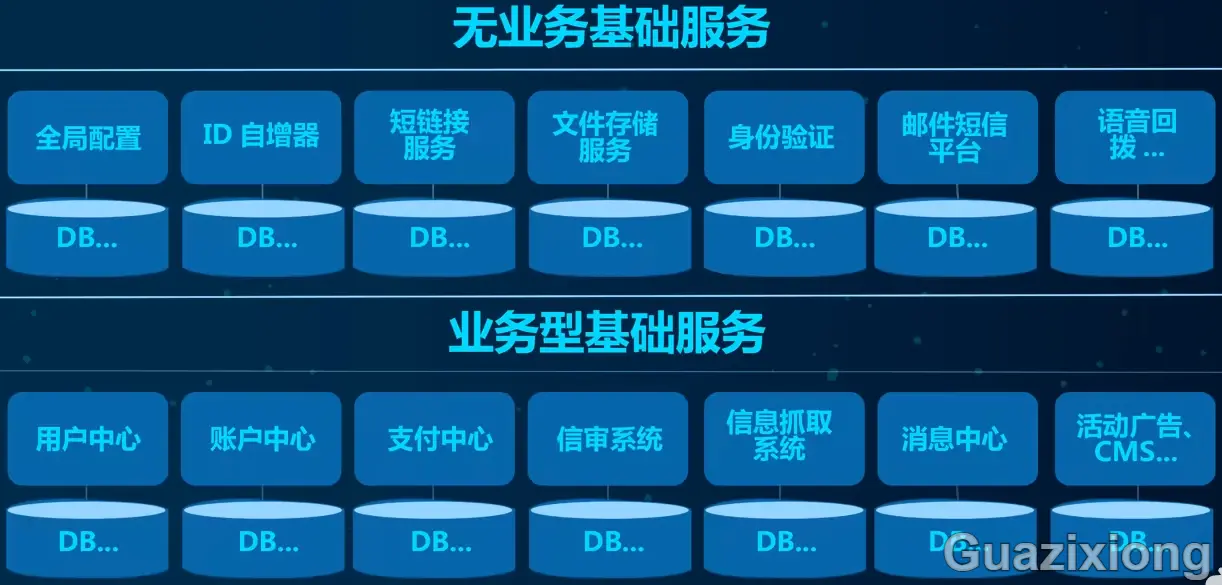 无业务基础服务
全局配置
ID 自增器
短链接
服务
文件存储
服务
身份验证
邮件短信
平台
语音回
拨 ...
DB...
DB...
DB...
DB...
DB...
DB...
DB...
业务型基础服务
用户中心
账户中心
支付中心
信审系统
信息抓取
系统
消息中心
活动广告、
CMS...
DB...
DB...
DB...
DB...
DB...
DB...
DB...
Guazixiong